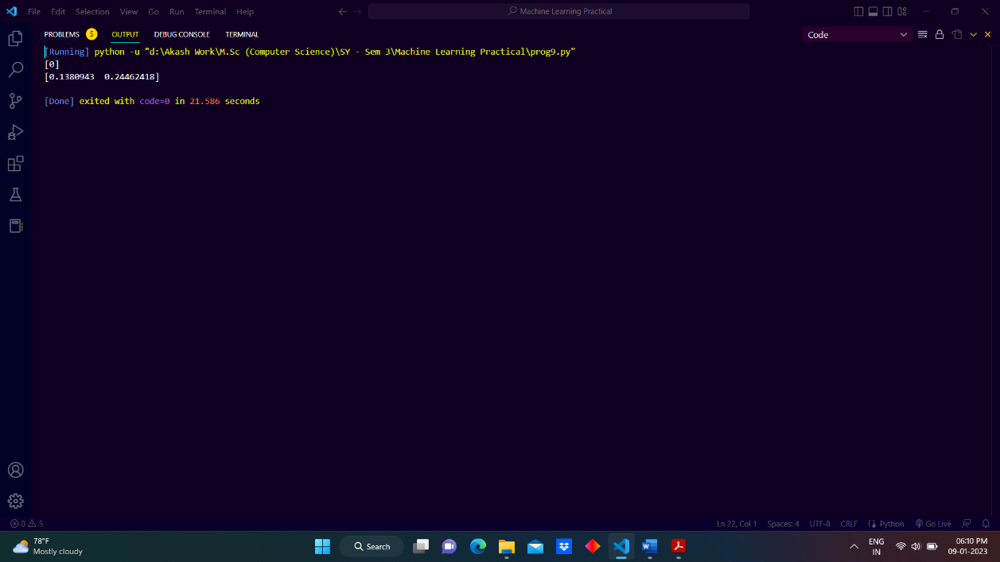 File Edit Selection View Go Run Terminal Help
Machine Learning Practical
PROBLEMS 5 OUTPUT DEBUG CONSOLE TERMINAL
Code
[Running] python -u "d:\Akash Work\M.Sc (Computer Science)\SY - Sem 3\Machine Learning Practical\prog9.py"
[0]
[0.1380943  0.24462418]
[Done] exited with code=0 in 21.586 seconds
0 5
Ln 22, Col 1 Spaces: 4 UTF-8 CRLF Python Go Live
78°F
Mostly cloudy
Search
ENG
IN
06:10 PM
09-01-2023